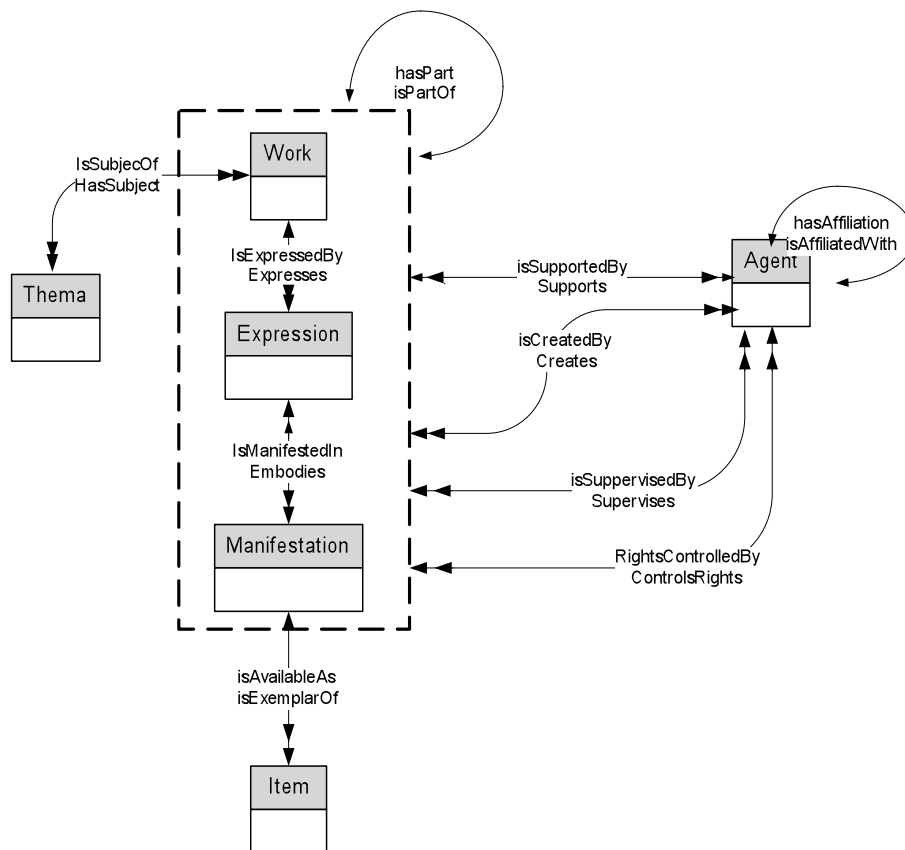 hasPart
isPartOf
Work
IsSubjecOf
HasSubject
hasAffiliation
isAffiliatedWith
IsExpressedBy
Expresses
isSupportedBy
Supports
Agent
Thema
Expression
isCreatedBy
Creates
IsManifestedIn
Embodies
isSuppervisedBy
Supervises
Manifestation
RightsControlledBy
ControlsRights
isAvailableAs
isExemplarOf
Item